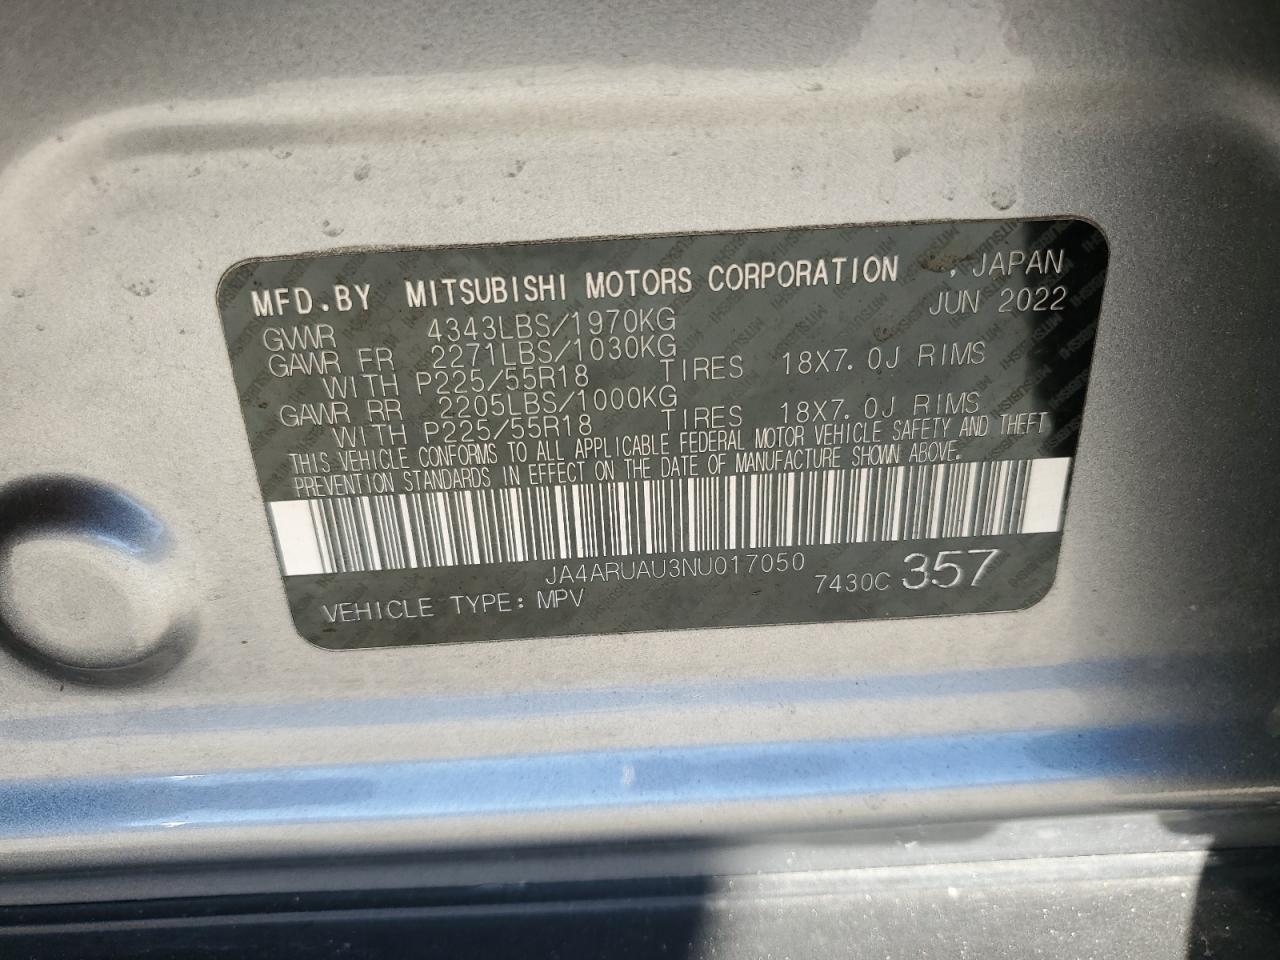 MFD.BY MITSUBISHI MOTORS CORPORATION , JAPAN
JUN 2022
GVWR 4343LBS/1970KG
GAWR FR 2271LBS/1030KG
WITH P225/55R18 TIRES 18X7.0J RIMS
GAWR RR 2205LBS/1000KG
WITH P225/55R18 TIRES 18X7.0J RIMS
THIS VEHICLE CONFORMS TO ALL APPLICABLE FEDERAL MOTOR VEHICLE SAFETY AND THEFT
PREVENTION STANDARDS IN EFFECT ON THE DATE OF MANUFACTURE SHOWN ABOVE.
JA4ARUAU3NU017050
VEHICLE TYPE: MPV 7430C 357